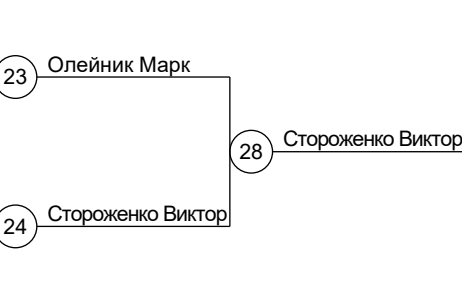 23 Олейник Марк
28 Стороженко Виктор
24 Стороженко Виктор